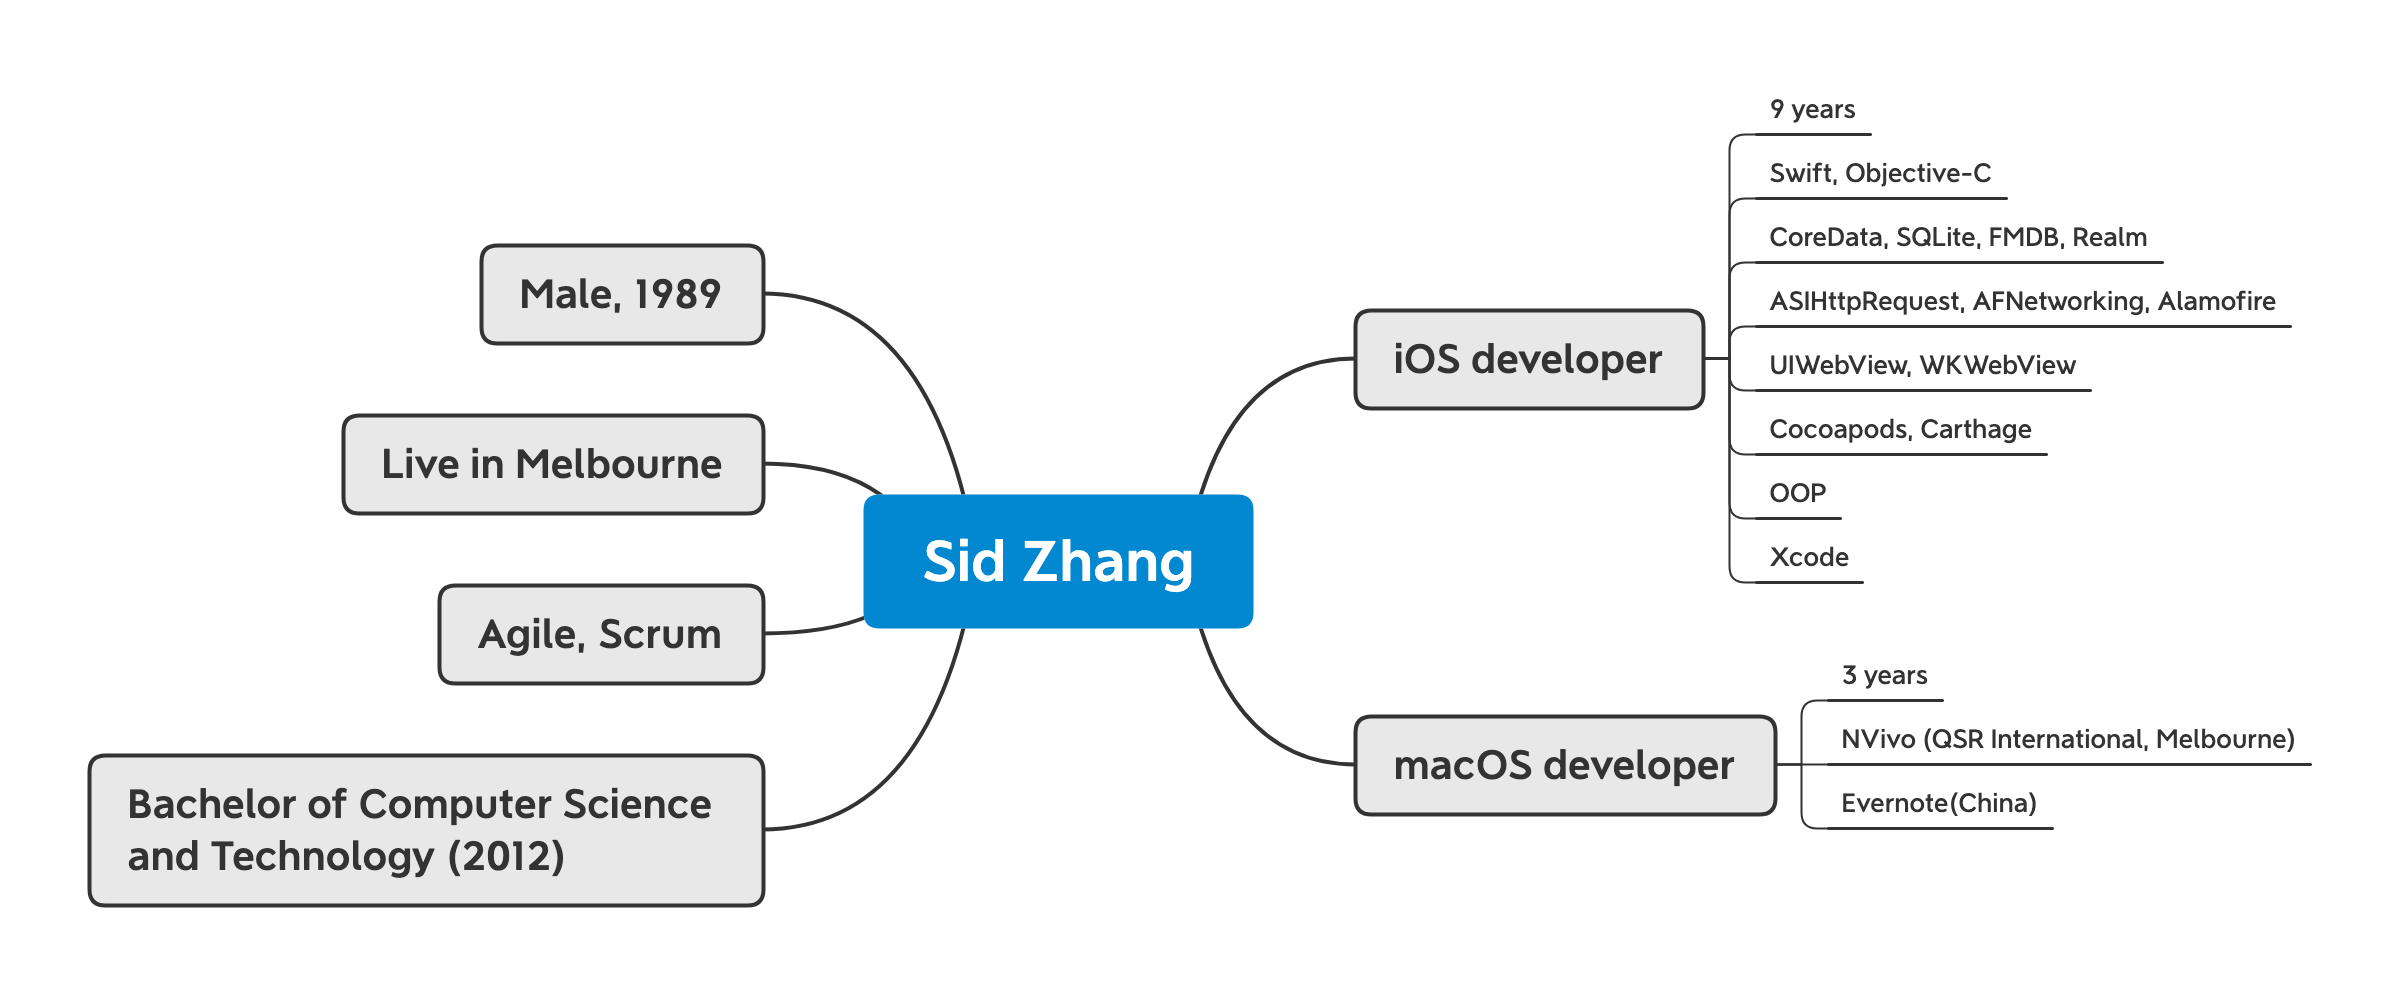 Sid Zhang
Male, 1989
Live in Melbourne
Agile, Scrum
Bachelor of Computer Science
and Technology (2012)
iOS developer
9 years
Swift, Objective-C
CoreData, SQLite, FMDB, Realm
ASIHttpRequest, AFNetworking, Alamofire
UIWebView, WKWebView
Cocoapods, Carthage
OOP
Xcode
macOS developer
3 years
NVivo (QSR International, Melbourne)
Evernote(China)